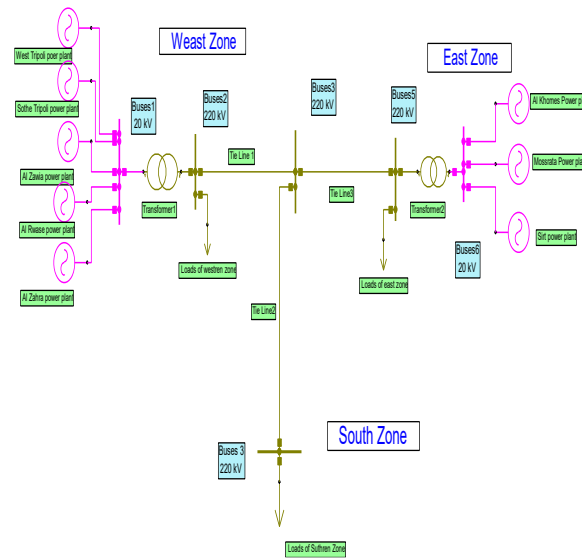 Weast Zone
East Zone
West Tripoli poer plant
Buses1
20 kV
Buses2
220 kV
Buses3
220 kV
Buses5
220 kV
Al Khomes Power pl
Sothe Tripoli power plant
Tie Line 1
Mossrata Power plant
Al Zawia power plant
Tie Line3
Al Rwase power plant
Transformer1
Transformer2
Sirt power plant
Buses6
20 kV
Loads of westren zone
Loads of east zone
Al Zahra power plant
Tie Line2
South Zone
Buses 3
220 kV
Loads of Suthren Zone